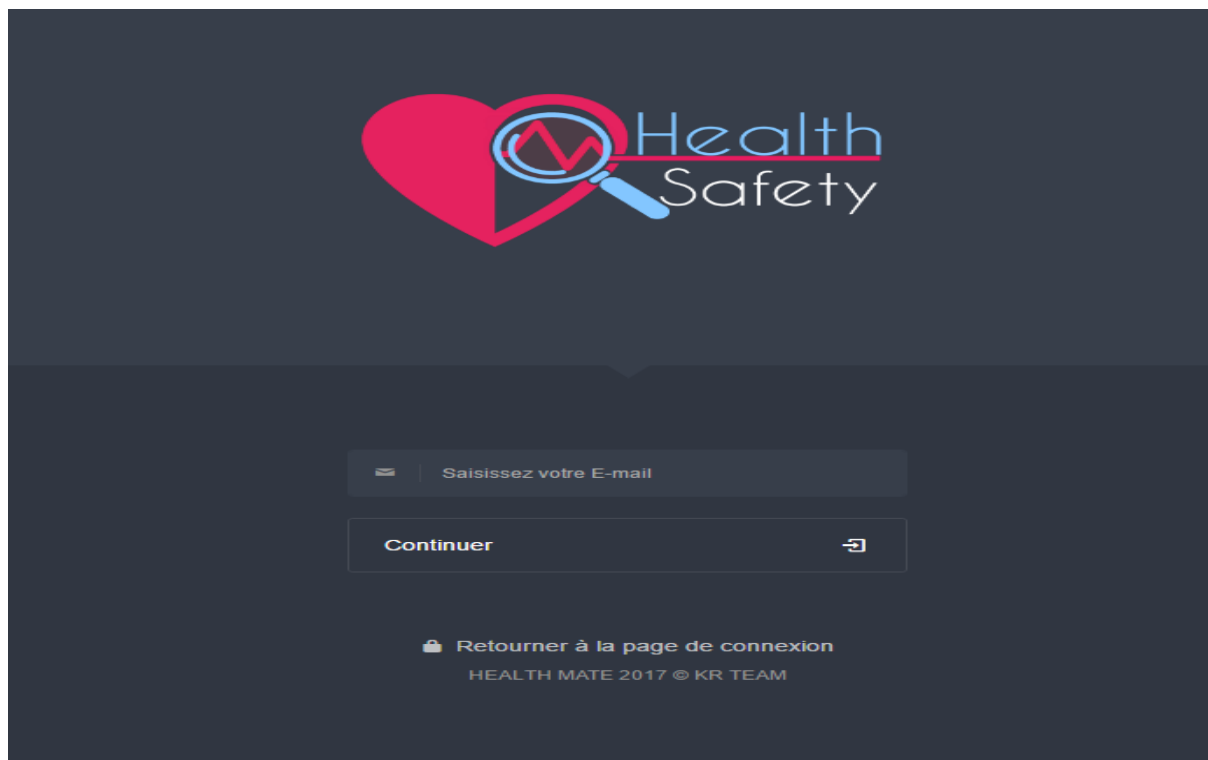 Health
Safety
Saisissez votre E-mail
Continuer
Retourner à la page de connexion
HEALTH MATE 2017 © KR TEAM